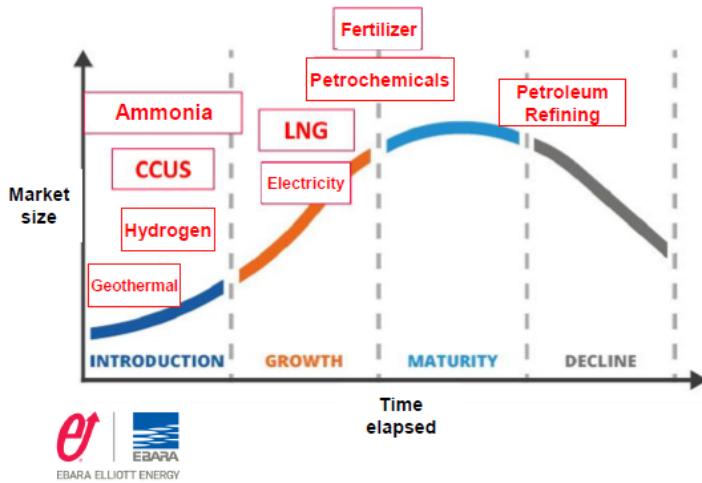 Fertilizer
Petrochemicals
Petroleum
Refining
Ammonia
LNG
CCUS
Electricity
Market
size
Hydrogen
Geothermal
INTRODUCTION
GROWTH
MATURITY
DECLINE
Time
elapsed
EBARA
EBARA ELLIOTT ENERGY